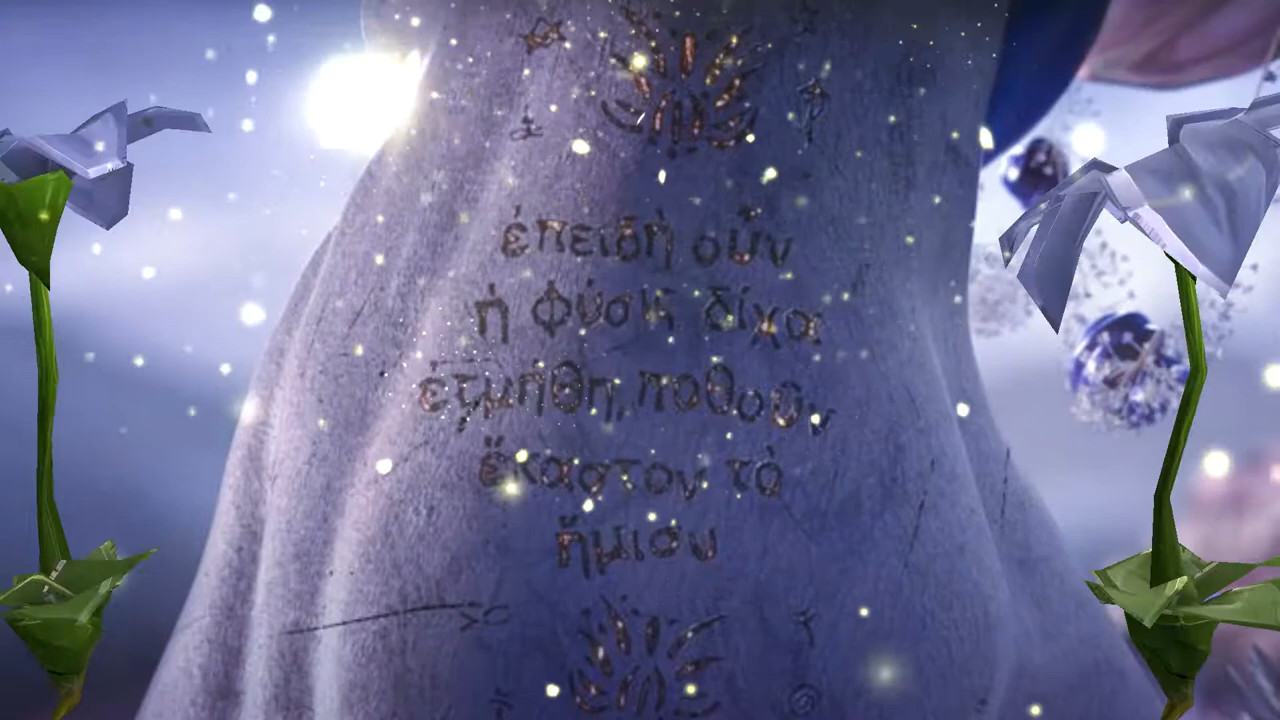 ἐπειδὴ οὖν
ἡ φύσις δίχα
ἐτμήθη, ποθοῦν
ἕκαστον τὸ
ἥμισυ